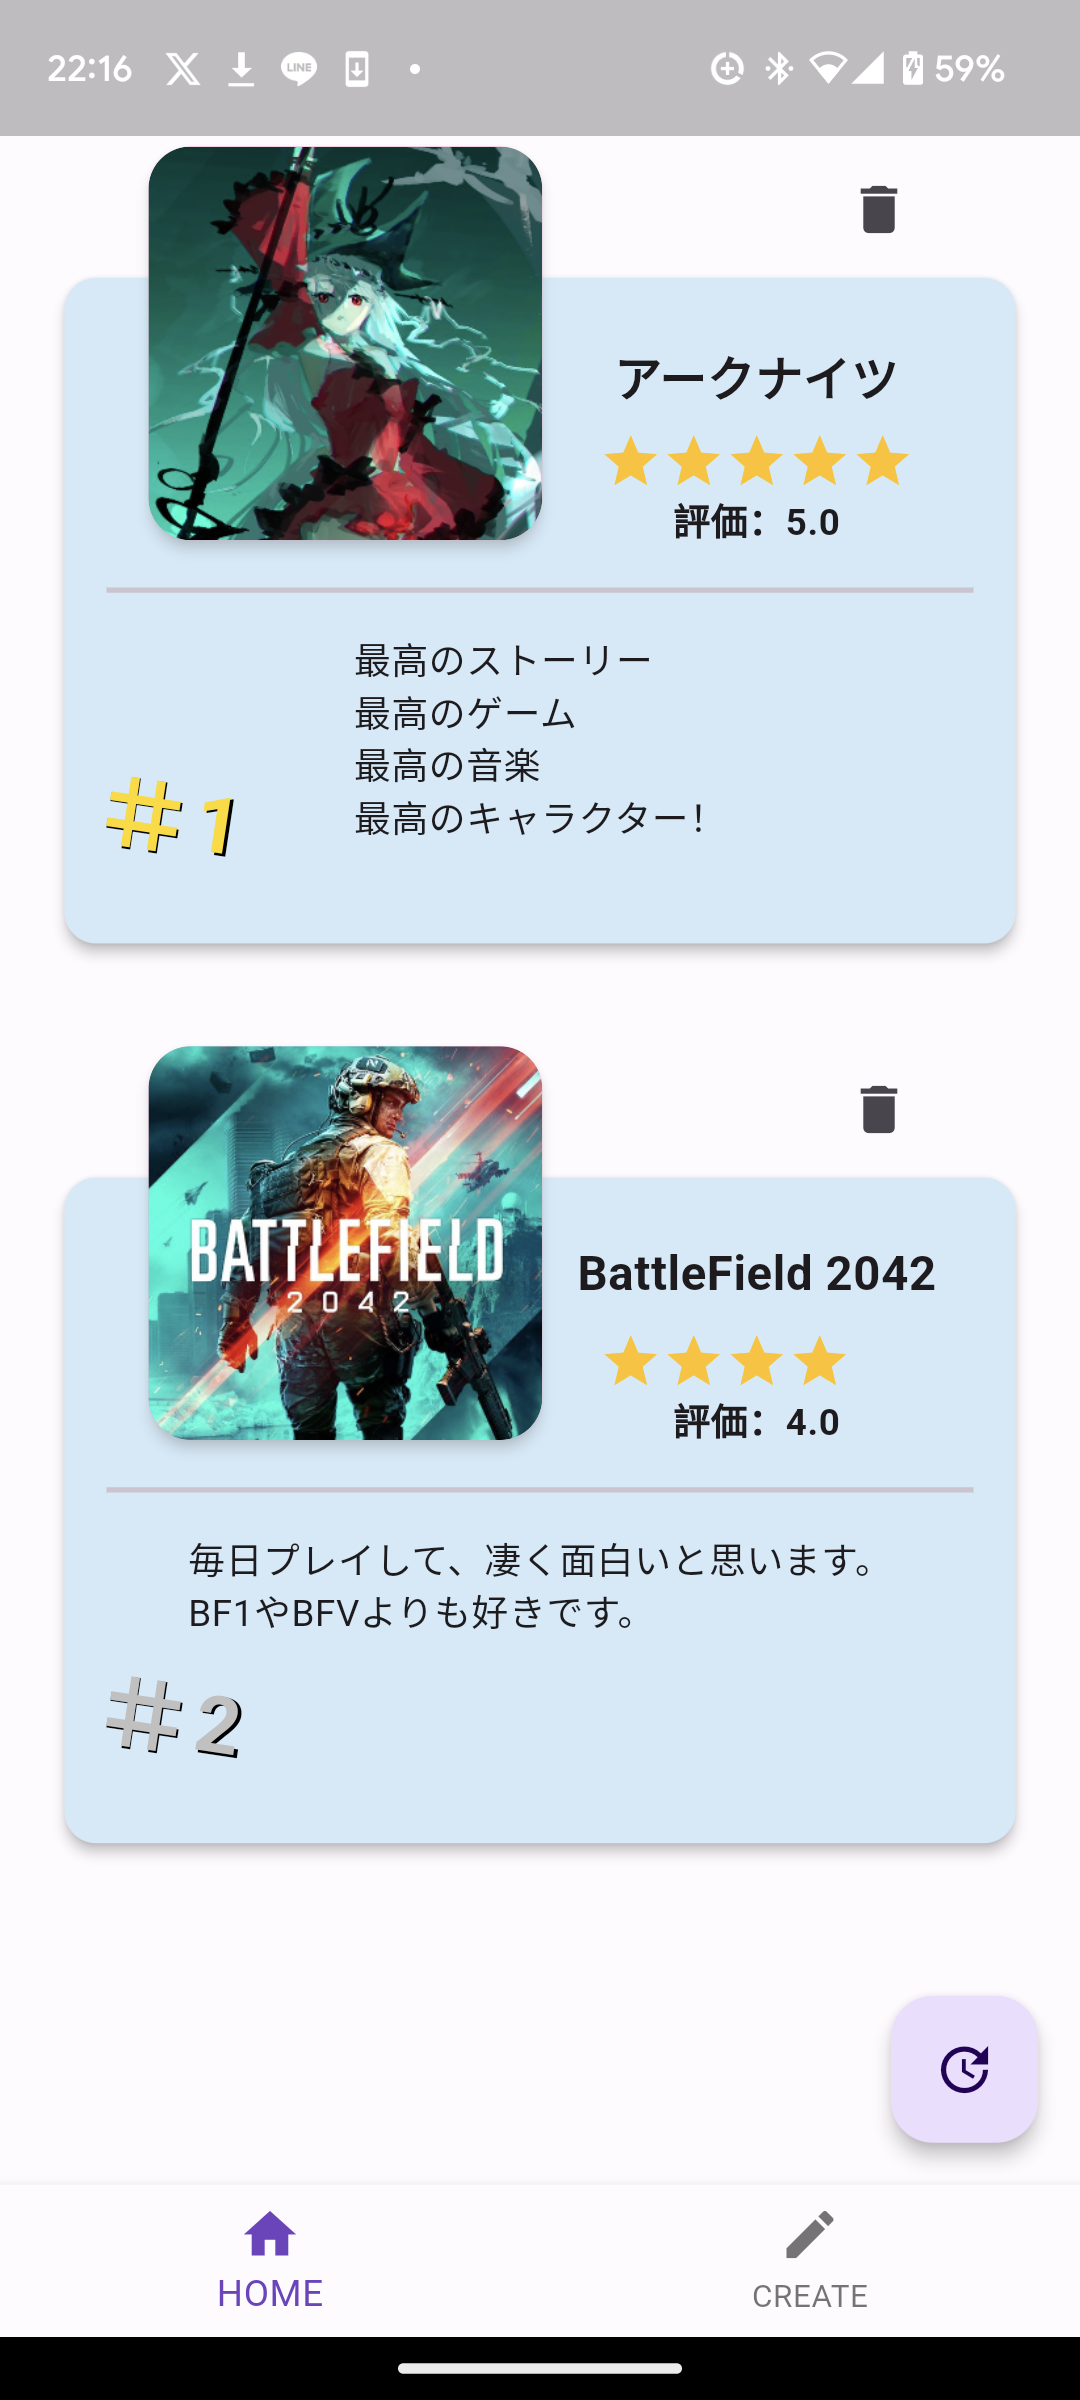 22:16
LINE
59%
アークナイツ
評価：5.0
最高のストーリー
最高のゲーム
最高の音楽
最高のキャラクター！
#1
BATTLEFIELD
2042
BattleField 2042
評価：4.0
毎日プレイして、凄く面白いと思います。
BF1やBFVよりも好きです。
#2
HOME
CREATE